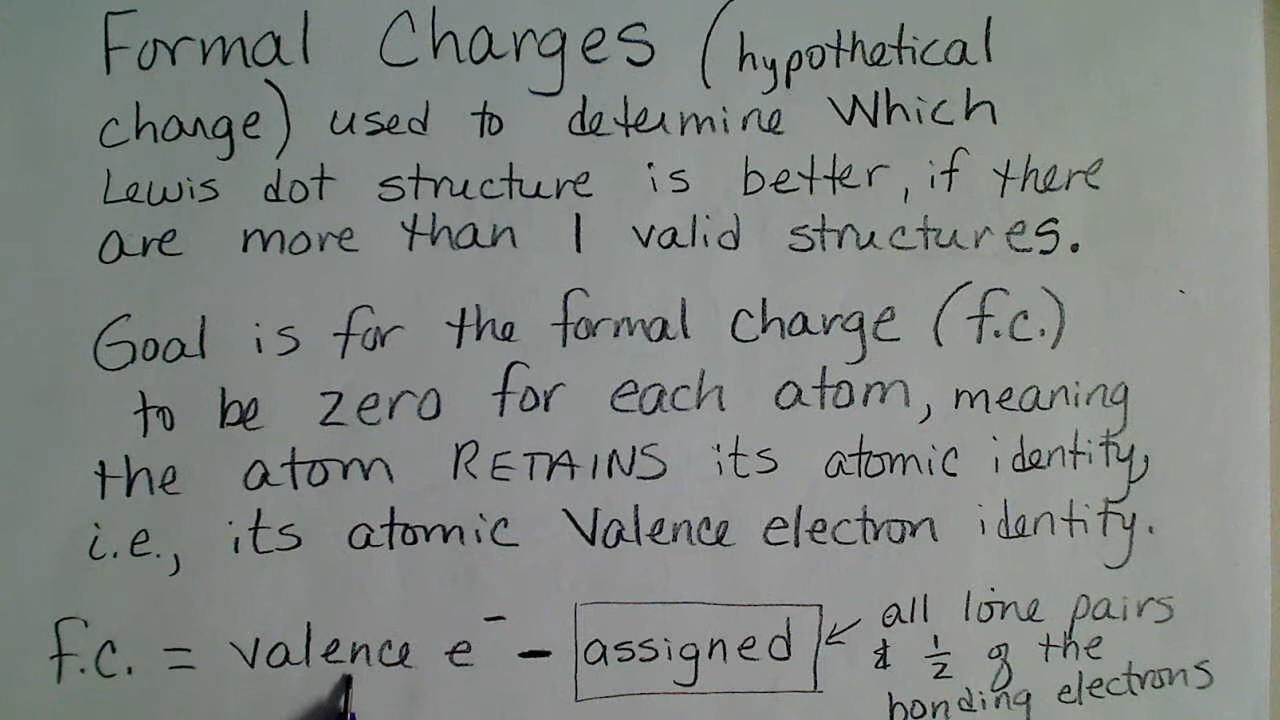 Formal Charges (hypothetical
change) used to determine Which
Lewis dot structure is better, if there
are more than 1 valid structures.
Goal is for the formal charge (f.c.)
to be zero for each atom, meaning
the atom RETAINS its atomic identity,
i.e., its atomic Valence electron identity.
f.c. = valence e⁻ - assigned ← all lone pairs
& 1/2 of the
bonding electrons